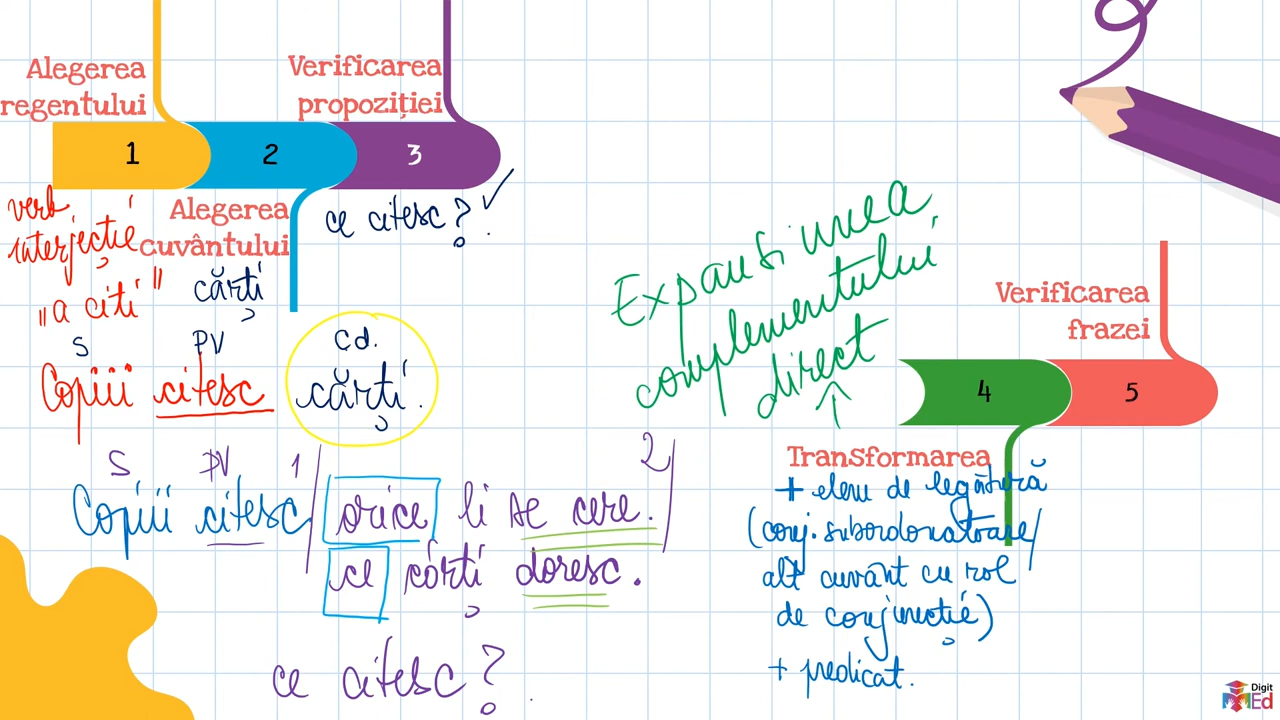 Alegerea
regentului
1
verb
interjecție
"a citi"
2
Alegerea
cuvântului
cărți
Verificarea
propoziției
3
ce citesc? ✓
S PV Cd.
Copiii citesc cărți.
S PV 1 2
Copiii citesc orice li se cere.
ce cărți doresc.
ce citesc?
Expansiunea
complementului
direct
4
Transformarea
+ elem de legătură
(conj. subordonatoare/
alt cuvânt cu rol
de conjuncție)
+ predicat.
Verificarea
frazei
5
Digit
Ed